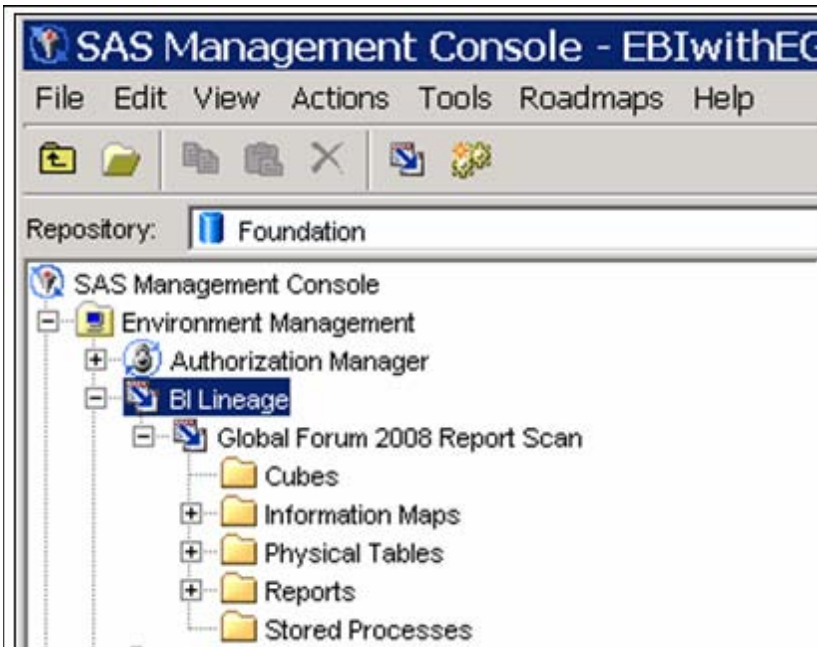 SAS Management Console - EBIwithEG
File Edit View Actions Tools Roadmaps Help
Repository: Foundation
SAS Management Console
Environment Management
Authorization Manager
BI Lineage
Global Forum 2008 Report Scan
Cubes
Information Maps
Physical Tables
Reports
Stored Processes